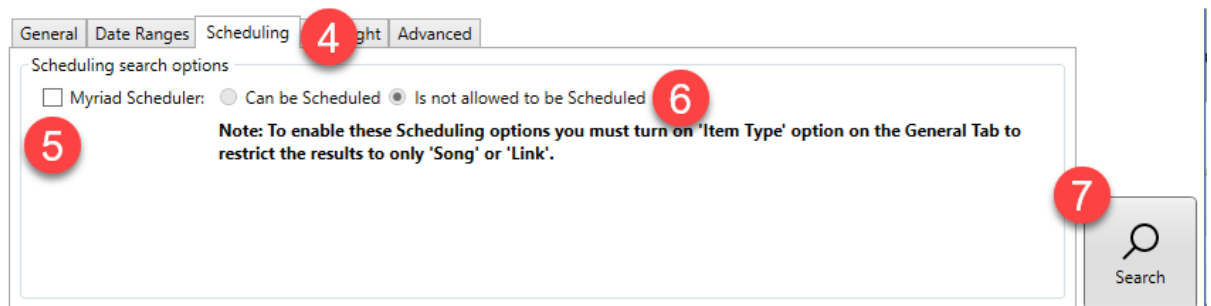 General Date Ranges Scheduling 4 ght Advanced
Scheduling search options
Myriad Scheduler: Can be Scheduled Is not allowed to be Scheduled 6
5
Note: To enable these Scheduling options you must turn on 'Item Type' option on the General Tab to
restrict the results to only 'Song' or 'Link'.
7
Search